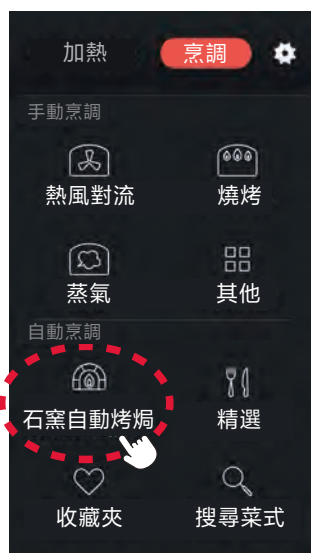 加熱 烹調
手動烹調
熱風對流 燒烤
蒸氣 其他
自動烹調
石窯自動烤焗 精選
收藏夾 搜尋菜式